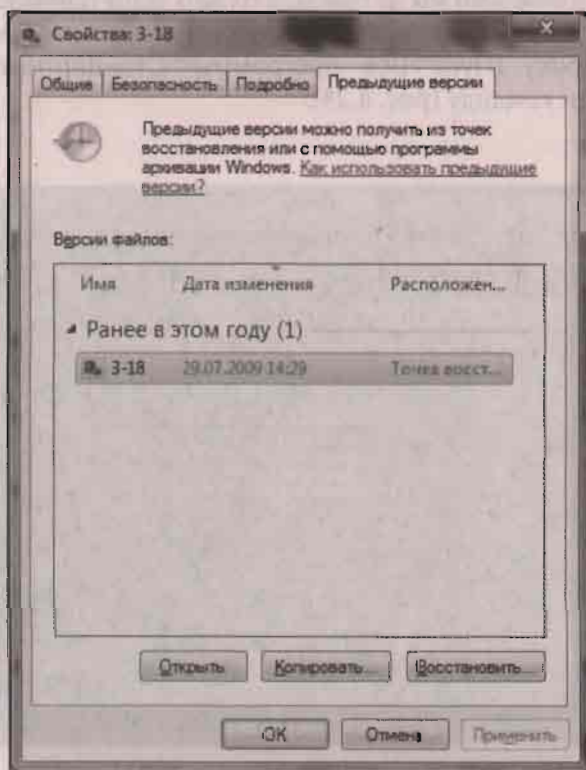 Свойства: 3-18
Общие Безопасность Подробно Предыдущие версии
Предыдущие версии можно получить из точек
восстановления или с помощью программы
архивации Windows. Как использовать предыдущие
версии?
Версии файлов:
Имя Дата изменения Расположен...
Ранее в этом году (1)
3-18 29.07.2009 14:29 Точка восст...
Открыть Копировать... Восстановить...
OK Отмена Применить